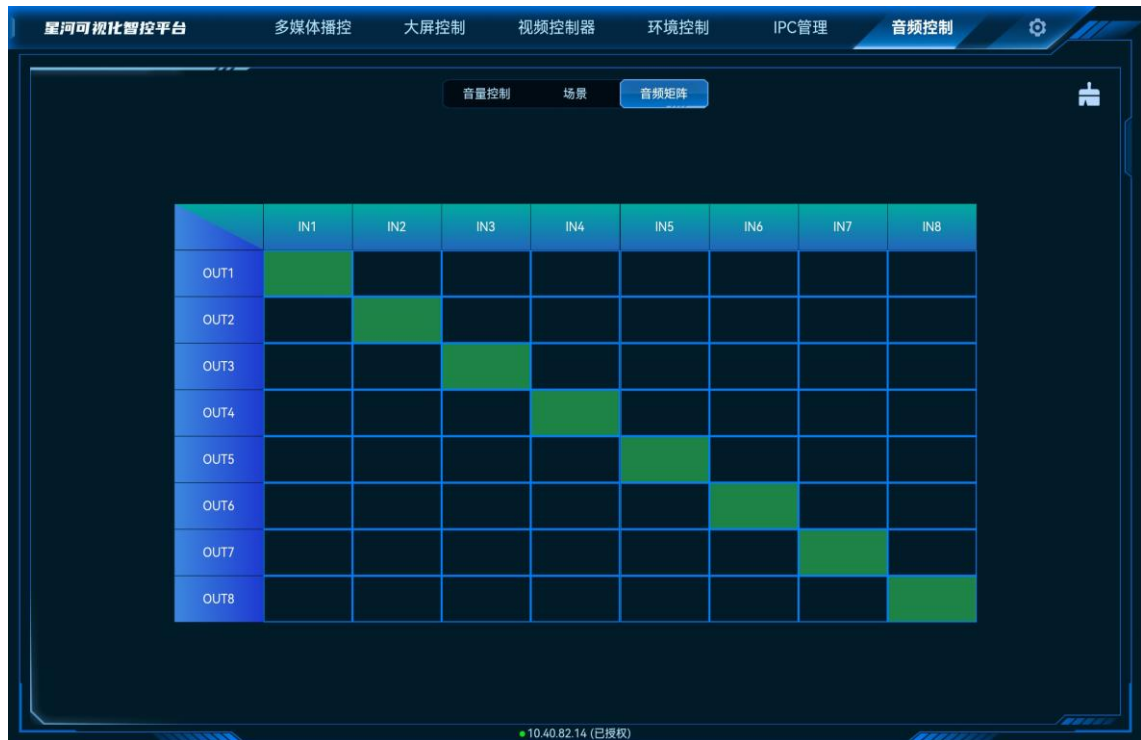 星河可视化智控平台 多媒体播控 大屏控制 视频控制器 环境控制 IPC管理 音频控制
音量控制 场景 音频矩阵
IN1 IN2 IN3 IN4 IN5 IN6 IN7 IN8
OUT1
OUT2
OUT3
OUT4
OUT5
OUT6
OUT7
OUT8
10.40.82.14 (已授权)